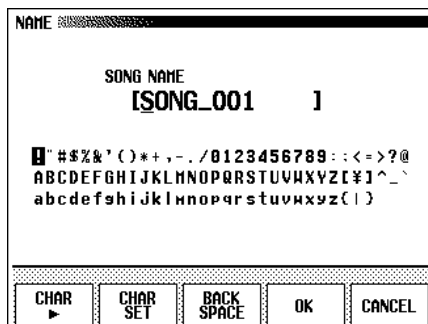 NAME
SONG NAME
[SONG_001 ]
!"#$%&'()*+,-./0123456789:;<=>?@
ABCDEFGHIJKLMNOPQRSTUVWXYZ[¥]^_`
abcdefghijklmnopqrstuvwxyz{|}
CHAR ▶
CHAR SET
BACK SPACE
OK
CANCEL